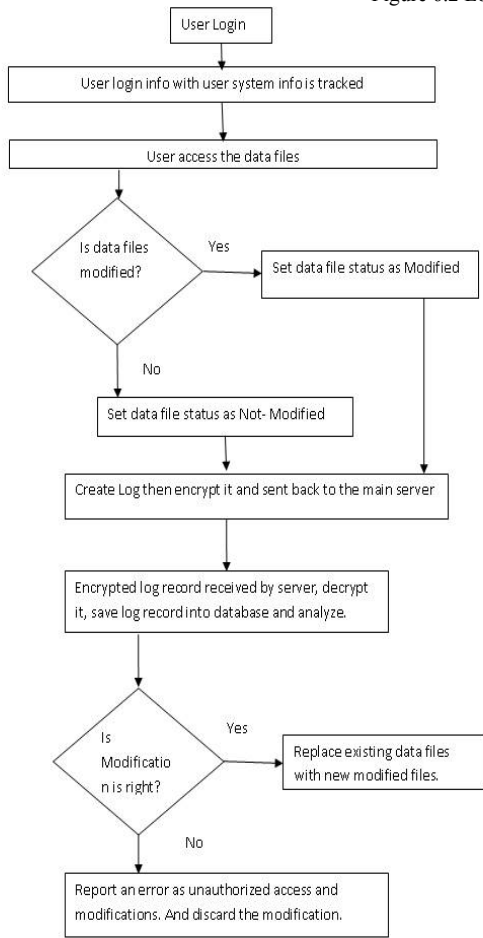 User Login
User login info with user system info is tracked
User access the data files
Is data files
modified?
Yes
Set data file status as Modified
No
Set data file status as Not- Modified
Create Log then encrypt it and sent back to the main server
Encrypted log record received by server, decrypt
it, save log record into database and analyze.
Is
Modificatio
n is right?
Yes
Replace existing data files
with new modified files.
No
Report an error as unauthorized access and
modifications. And discard the modification.